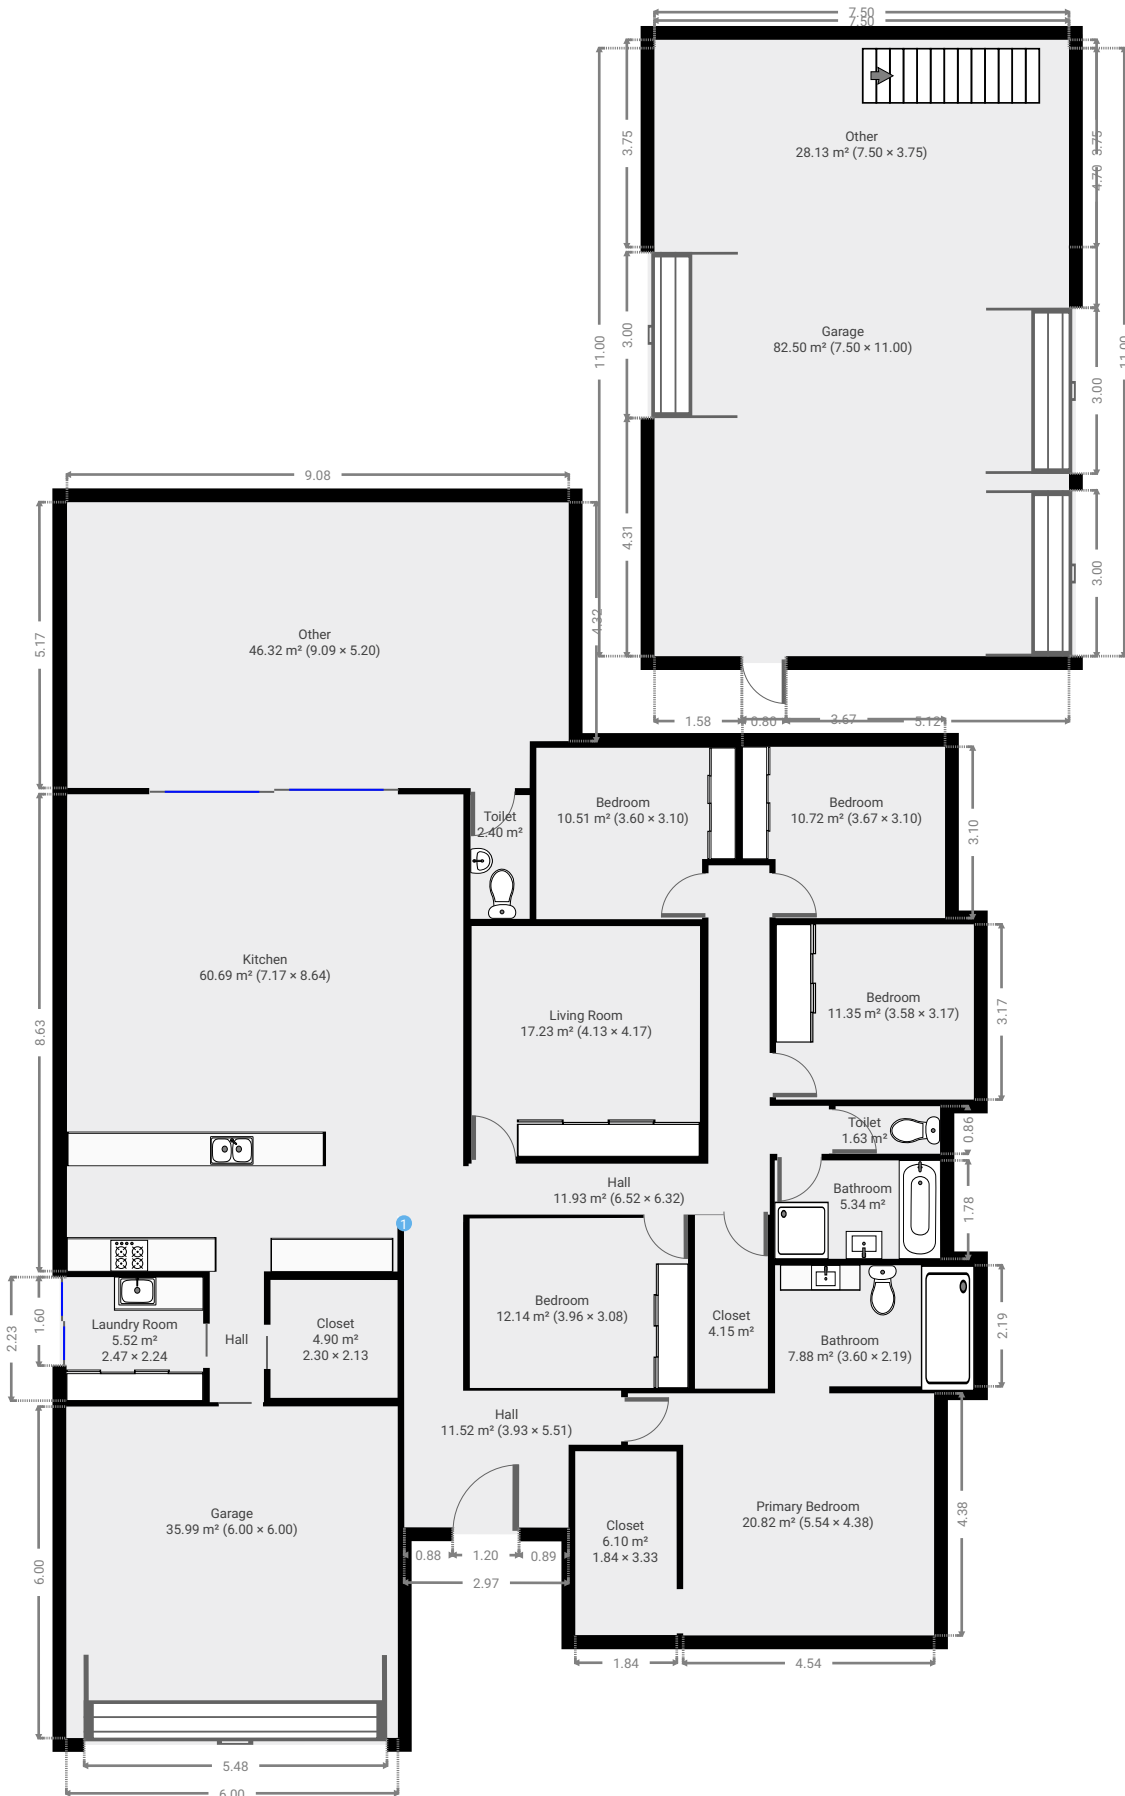 7.50
7.50
3.75
3.75
4.70
Other
28.13 m² (7.50 × 3.75)
11.00
3.00
Garage
82.50 m² (7.50 × 11.00)
11.00
3.00
9.08
4.31
3.00
5.17
4.32
Other
46.32 m² (9.09 × 5.20)
1.58
0.80
3.67
5.12
Toilet
2.40 m²
Bedroom
10.51 m² (3.60 × 3.10)
Bedroom
10.72 m² (3.67 × 3.10)
3.10
Kitchen
60.69 m² (7.17 × 8.64)
8.63
Living Room
17.23 m² (4.13 × 4.17)
Bedroom
11.35 m² (3.58 × 3.17)
3.17
Toilet
1.63 m²
0.86
Hall
11.93 m² (6.52 × 6.32)
Bathroom
5.34 m²
1.78
1
2.23
1.60
Laundry Room
5.52 m²
2.47 × 2.24
Hall
Closet
4.90 m²
2.30 × 2.13
Bedroom
12.14 m² (3.96 × 3.08)
Closet
4.15 m²
Bathroom
7.88 m² (3.60 × 2.19)
2.19
Hall
11.52 m² (3.93 × 5.51)
Garage
35.99 m² (6.00 × 6.00)
6.00
Closet
6.10 m²
1.84 × 3.33
Primary Bedroom
20.82 m² (5.54 × 4.38)
4.38
0.88
1.20
0.89
2.97
1.84
4.54
5.48
6.00